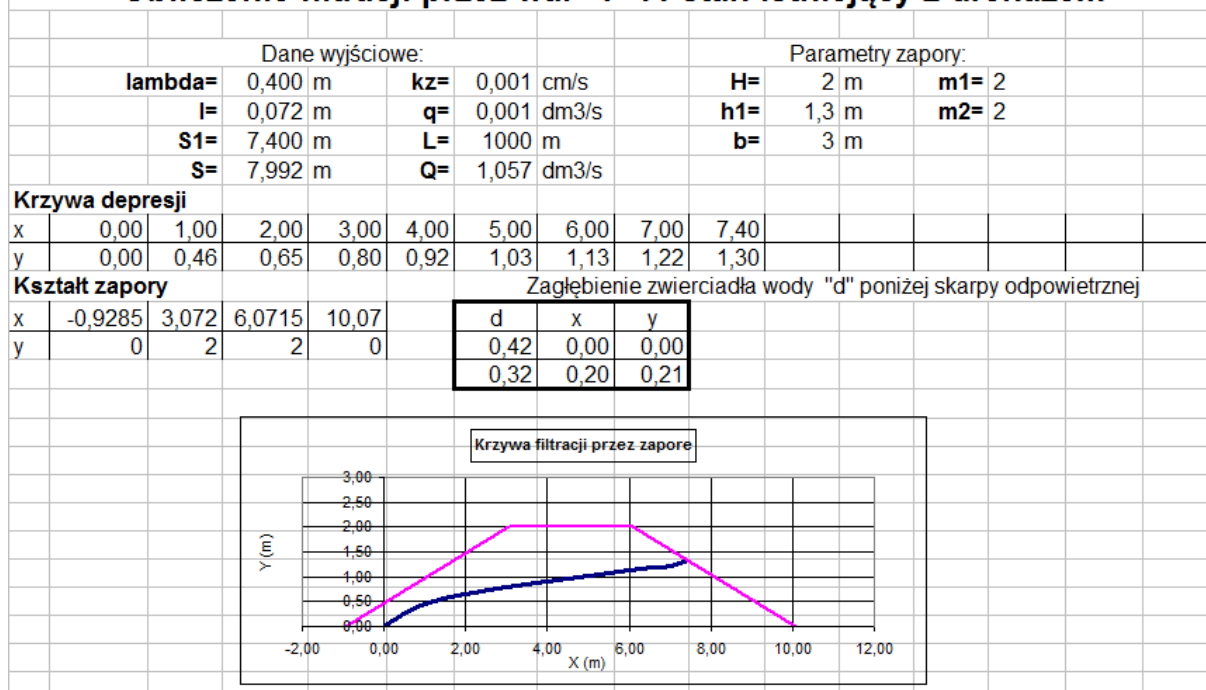 Dane wyjściowe: Parametry zapory:
lambda= 0,400 m kz= 0,001 cm/s H= 2 m m1= 2
l= 0,072 m q= 0,001 dm3/s h1= 1,3 m m2= 2
S1= 7,400 m L= 1000 m b= 3 m
S= 7,992 m Q= 1,057 dm3/s
Krzywa depresji
x 0,00 1,00 2,00 3,00 4,00 5,00 6,00 7,00 7,40
y 0,00 0,46 0,65 0,80 0,92 1,03 1,13 1,22 1,30
Kształt zapory Zagłębienie zwierciadła wody "d" poniżej skarpy odpowietrznej
x -0,9285 3,072 6,0715 10,07 d x y
y 0 2 2 0 0,42 0,00 0,00
0,32 0,20 0,21
Krzywa filtracji przez zapore
3,00
2,50
2,00
1,50
1,00
0,50
0,00
Y (m)
-2,00 0,00 2,00 4,00 6,00 8,00 10,00 12,00
X (m)